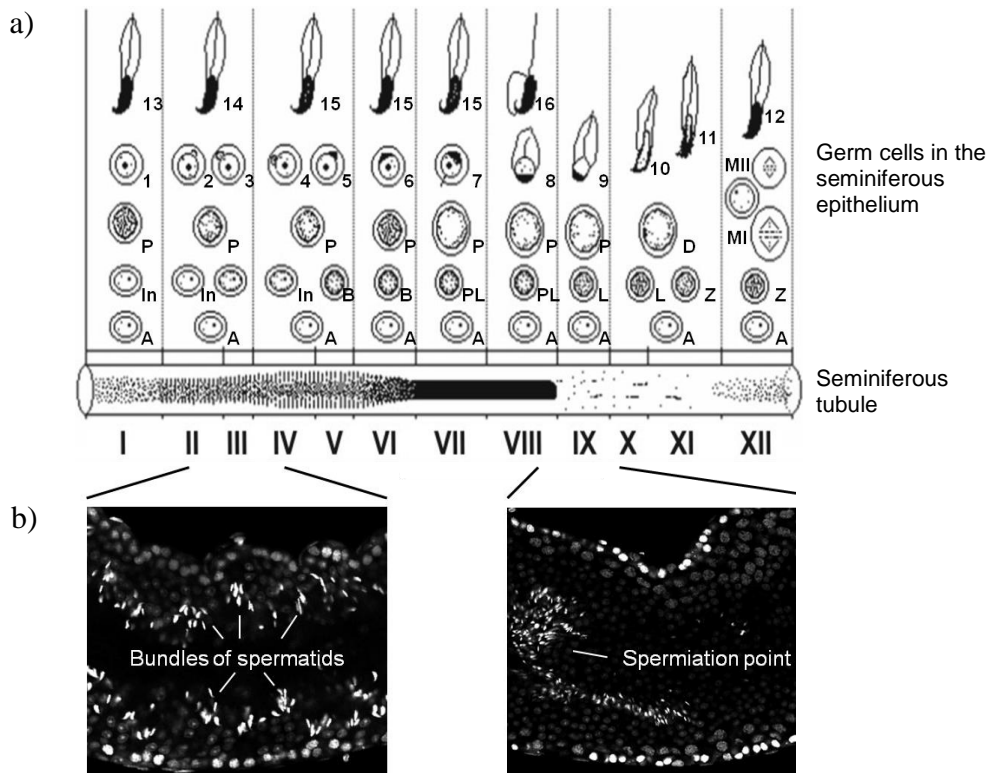 a)
13 14 15 15 15 16 12
11
10
1 2 3 4 5 6 7 8 9 MII
P P P P P P P D MI
In In In B B PL PL L L Z Z
A A A A A A A A
Germ cells in the
seminiferous
epithelium
Seminiferous
tubule
I II III IV V VI VII VIII IX X XI XII
b)
Bundles of spermatids
Spermiation point